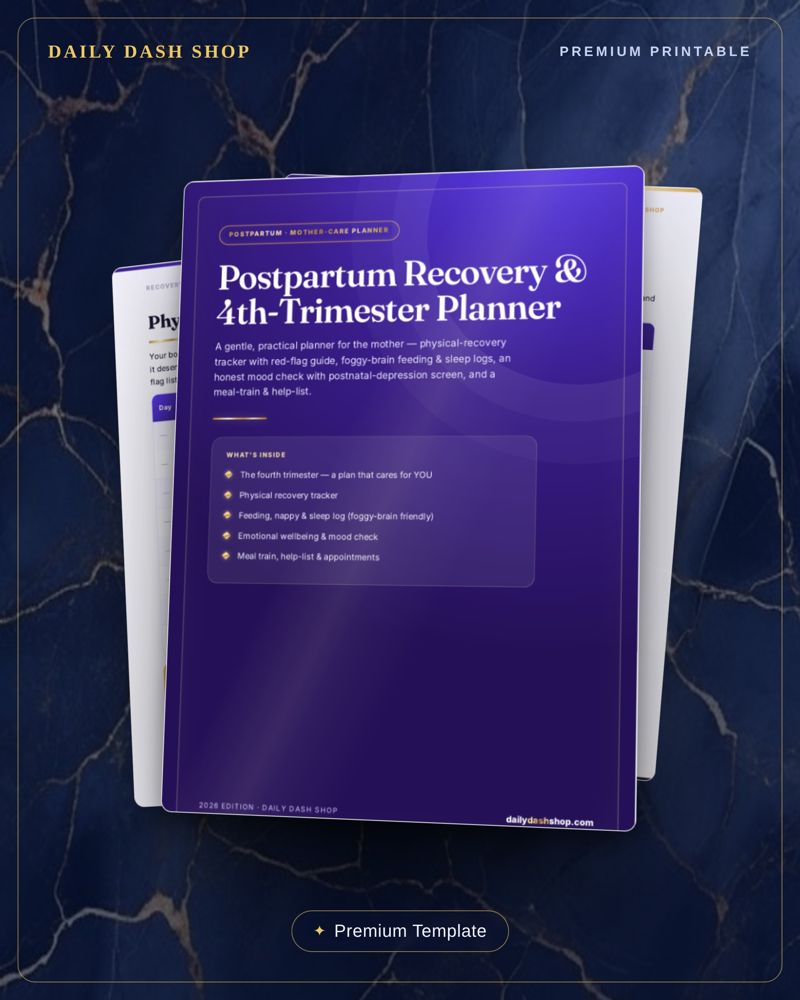 DAILY DASH SHOP
PREMIUM PRINTABLE
POSTPARTUM · MOTHER-CARE PLANNER
Postpartum Recovery &
4th-Trimester Planner
A gentle, practical planner for the mother — physical-recovery
tracker with red-flag guide, foggy-brain feeding & sleep logs, an
honest mood check with postnatal-depression screen, and a
meal-train & help-list.
WHAT'S INSIDE
The fourth trimester — a plan that cares for YOU
Physical recovery tracker
Feeding, nappy & sleep log (foggy-brain friendly)
Emotional wellbeing & mood check
Meal train, help-list & appointments
2026 EDITION · DAILY DASH SHOP
dailydashshop.com
RECOVER
Phy
Your bo
it deser
flag list
Day
SHOP
and
✦ Premium Template